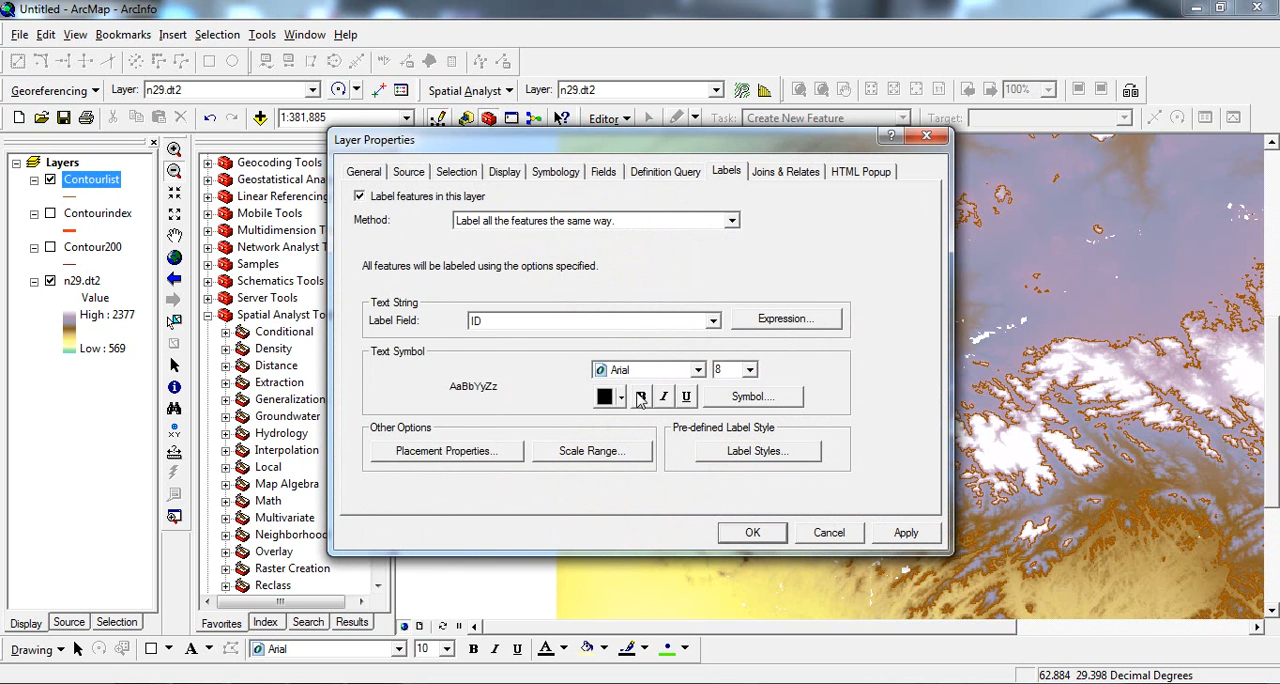 Untitled - ArcMap - ArcInfo
File Edit View Bookmarks Insert Selection Tools Window Help
Georeferencing Layer: n29.dt2 Spatial Analyst Layer: n29.dt2 100%
1:381,885 Editor Task: Create New Feature Target:
Layers
Contourlist
Contourindex
Contour200
n29.dt2
Value
High : 2377
Low : 569
Display Source Selection
Geocoding Tools
Geostatistical Ana
Linear Referencing
Mobile Tools
Multidimension T
Network Analyst T
Samples
Schematics Tools
Server Tools
Spatial Analyst To
Conditional
Density
Distance
Extraction
Generalization
Groundwater
Hydrology
Interpolation
Local
Map Algebra
Math
Multivariate
Neighborhood
Overlay
Raster Creation
Reclass
Favorites Index Search Results
Layer Properties
General Source Selection Display Symbology Fields Definition Query Labels Joins & Relates HTML Popup
Label features in this layer
Method: Label all the features the same way.
All features will be labeled using the options specified.
Text String
Label Field: ID Expression...
Text Symbol
AaBbYyZz
Arial 8
I U Symbol....
Other Options
Placement Properties... Scale Range...
Pre-defined Label Style
Label Styles...
OK Cancel Apply
Drawing A Arial 10 B I U A
62.884 29.398 Decimal Degrees